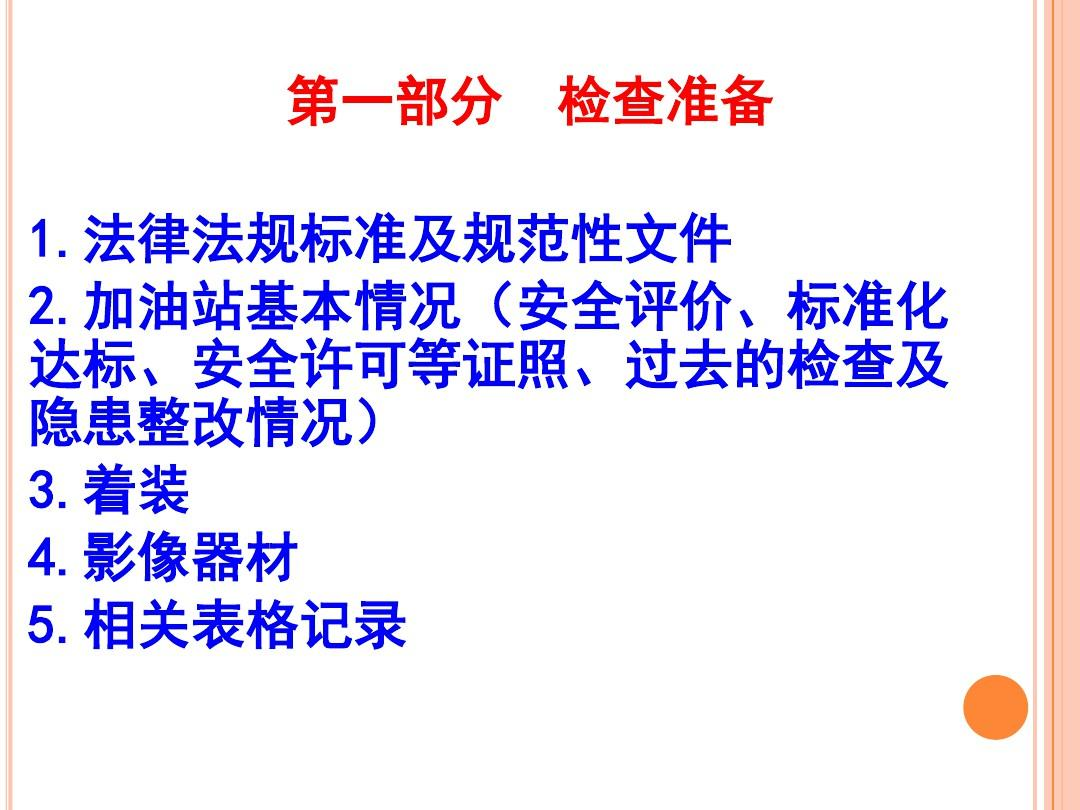 第一部分　检查准备
1.法律法规标准及规范性文件
2.加油站基本情况（安全评价、标准化
达标、安全许可等证照、过去的检查及
隐患整改情况）
3.着装
4.影像器材
5.相关表格记录